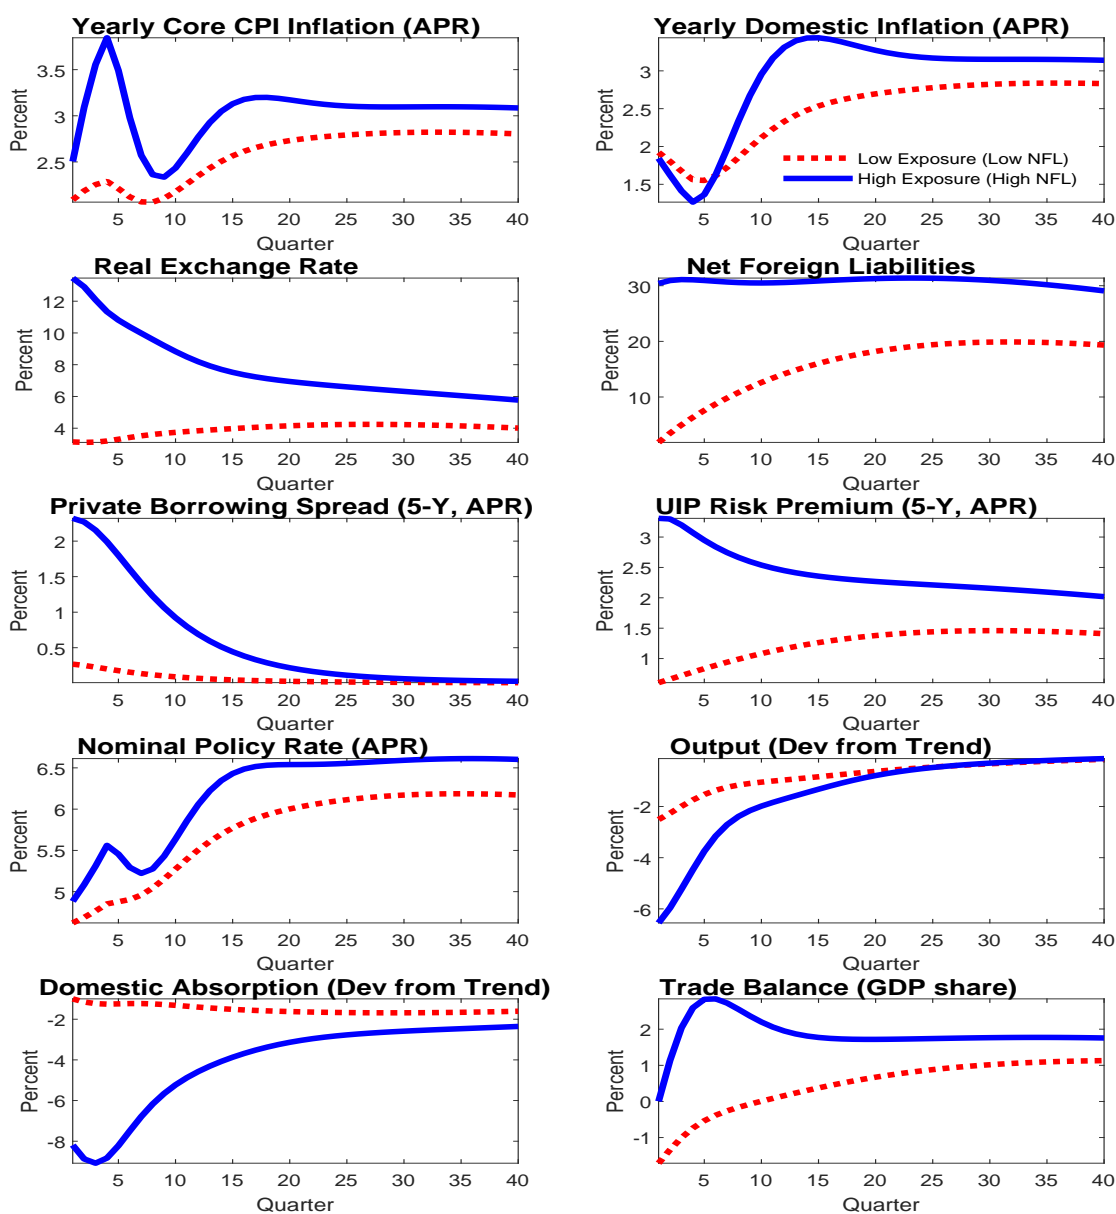 Yearly Core CPI Inflation (APR)
Percent
3.5
3
2.5
5 10 15 20 25 30 35 40
Quarter
Yearly Domestic Inflation (APR)
Percent
3
2.5
2
1.5
Low Exposure (Low NFL)
High Exposure (High NFL)
5 10 15 20 25 30 35 40
Quarter
Real Exchange Rate
Percent
12
10
8
6
4
5 10 15 20 25 30 35 40
Quarter
Net Foreign Liabilities
Percent
30
20
10
5 10 15 20 25 30 35 40
Quarter
Private Borrowing Spread (5-Y, APR)
Percent
2
1.5
1
0.5
5 10 15 20 25 30 35 40
Quarter
UIP Risk Premium (5-Y, APR)
Percent
3
2.5
2
1.5
1
5 10 15 20 25 30 35 40
Quarter
Nominal Policy Rate (APR)
Percent
6.5
6
5.5
5
5 10 15 20 25 30 35 40
Quarter
Output (Dev from Trend)
Percent
-2
-4
-6
5 10 15 20 25 30 35 40
Quarter
Domestic Absorption (Dev from Trend)
Percent
-2
-4
-6
-8
5 10 15 20 25 30 35 40
Quarter
Trade Balance (GDP share)
Percent
2
1
0
-1
5 10 15 20 25 30 35 40
Quarter